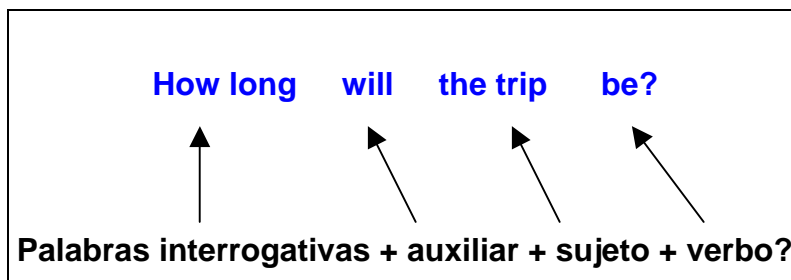 How long will the trip be?
Palabras interrogativas + auxiliar + sujeto + verbo?